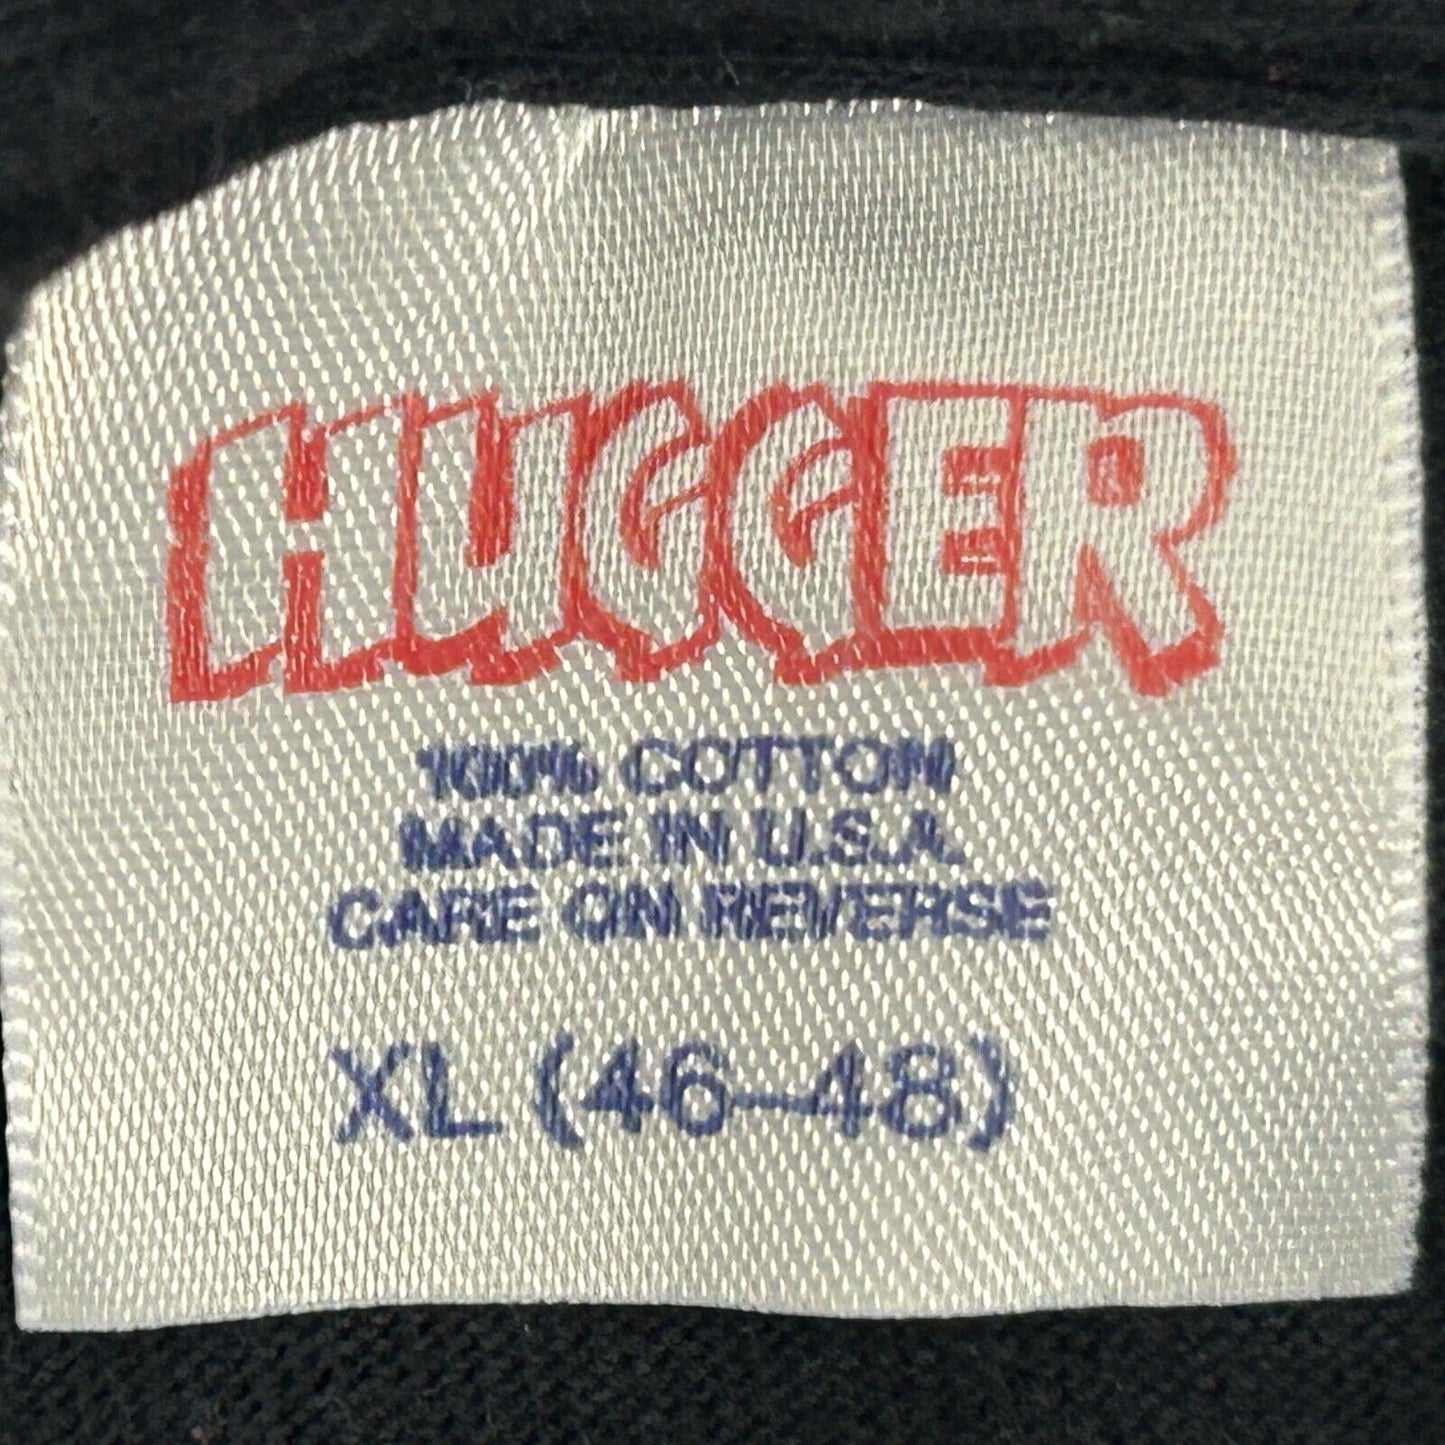 HUGGER
100% COTTON
MADE IN U.S.A.
CARE ON REVERSE
XL (46-48)